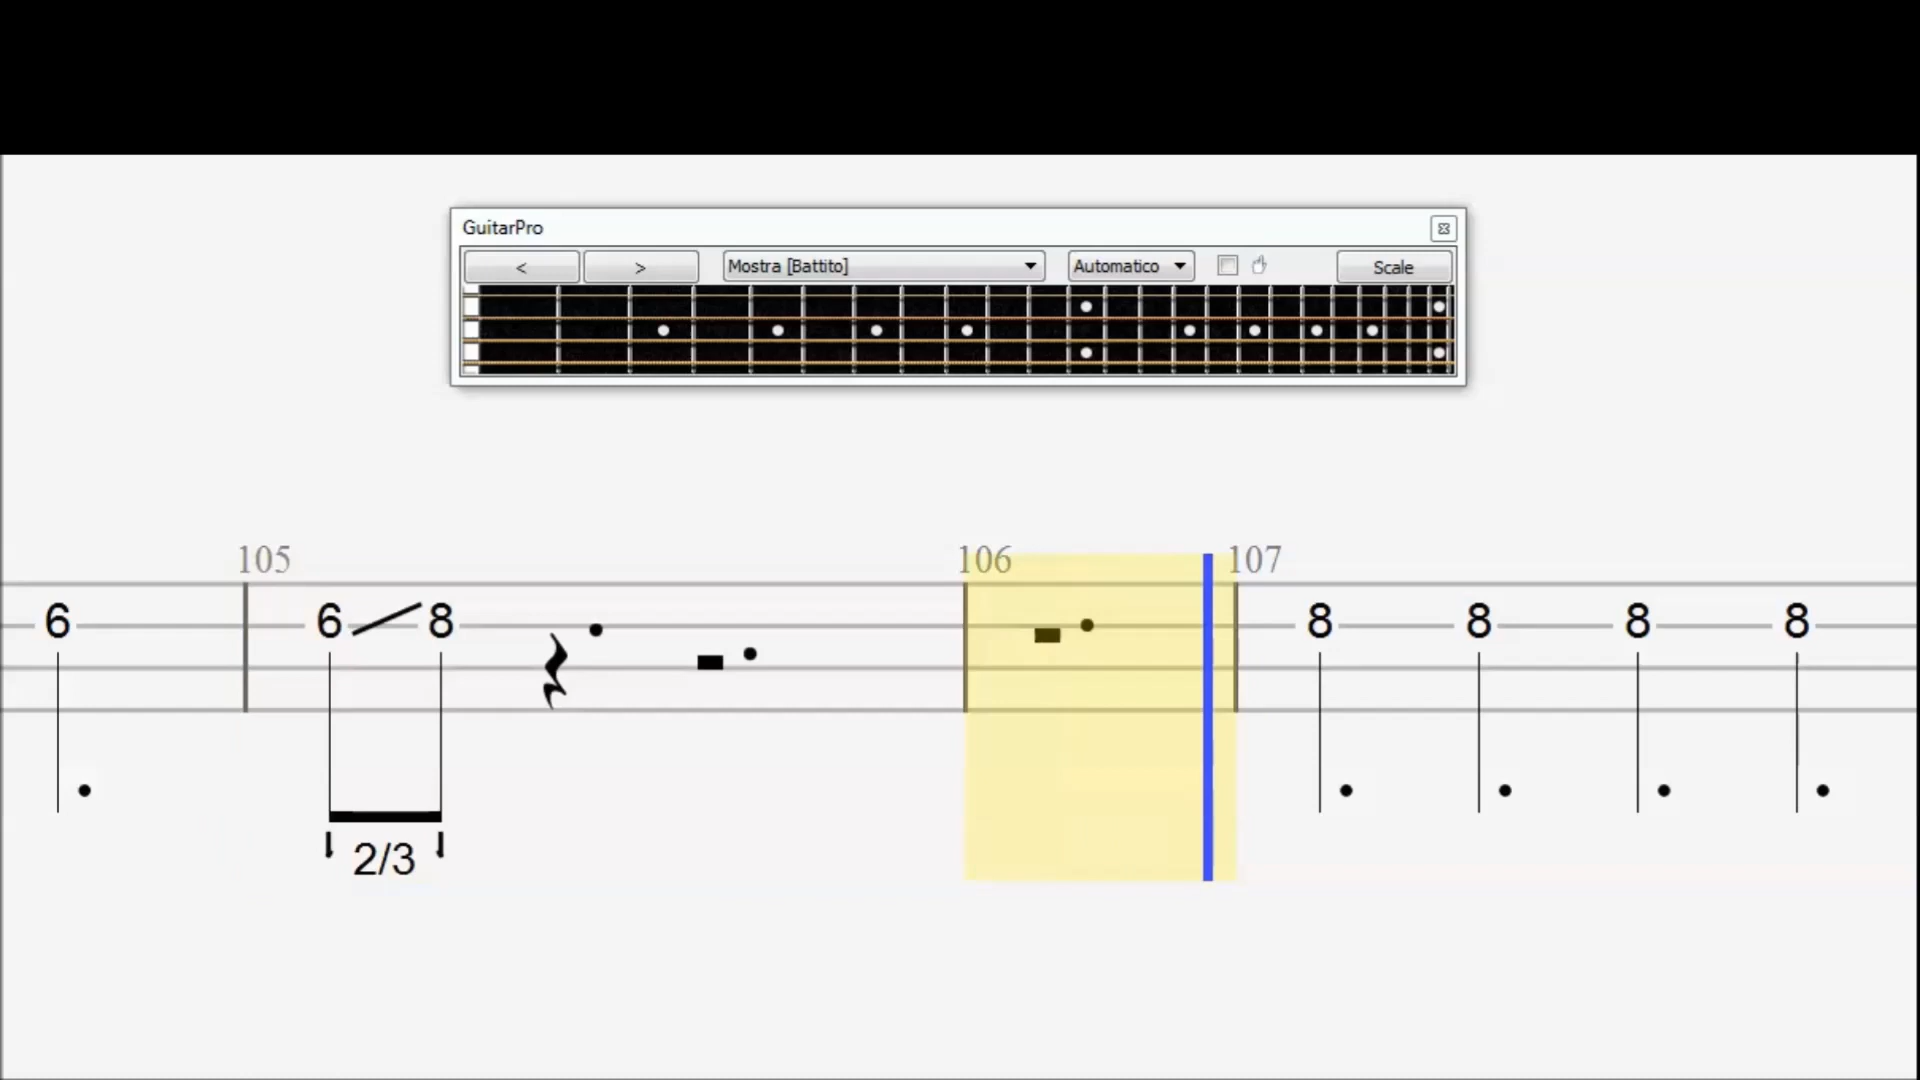 GuitarPro
< > Mostra [Battito] Automatico Scale
105 106 107
6 6 8 8 8 8 8
2/3